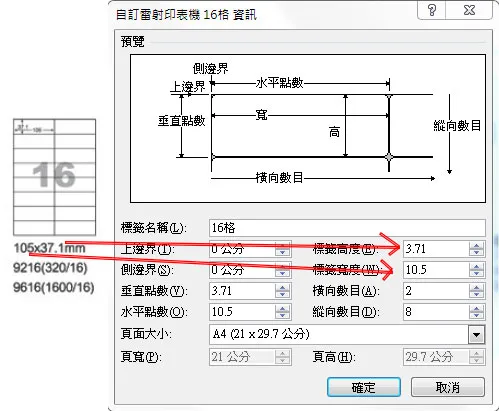 自訂雷射印表機 16格 資訊
預覽
側邊界
上邊界
水平點數
垂直點數
寬
高
縱向數目
橫向數目
37.1
105
16
105x37.1mm
9216(320/16)
9616(1600/16)
標籤名稱(L): 16格
上邊界(T): 0 公分 標籤高度(E): 3.71
側邊界(S): 0 公分 標籤寬度(W): 10.5
垂直點數(V): 3.71 橫向數目(A): 2
水平點數(O): 10.5 縱向數目(D): 8
頁面大小: A4 (21 x 29.7 公分)
頁寬(P): 21 公分 頁高(H): 29.7 公分
確定 取消